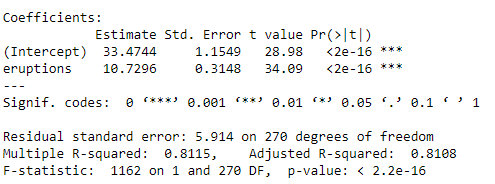 Coefficients:
            Estimate Std. Error t value Pr(>|t|)
(Intercept)  33.4744     1.1549   28.98   <2e-16 ***
eruptions    10.7296     0.3148   34.09   <2e-16 ***
---
Signif. codes:  0 ‘***’ 0.001 ‘**’ 0.01 ‘*’ 0.05 ‘.’ 0.1 ‘ ’ 1
Residual standard error: 5.914 on 270 degrees of freedom
Multiple R-squared:  0.8115,    Adjusted R-squared:  0.8108
F-statistic:  1162 on 1 and 270 DF,  p-value: < 2.2e-16